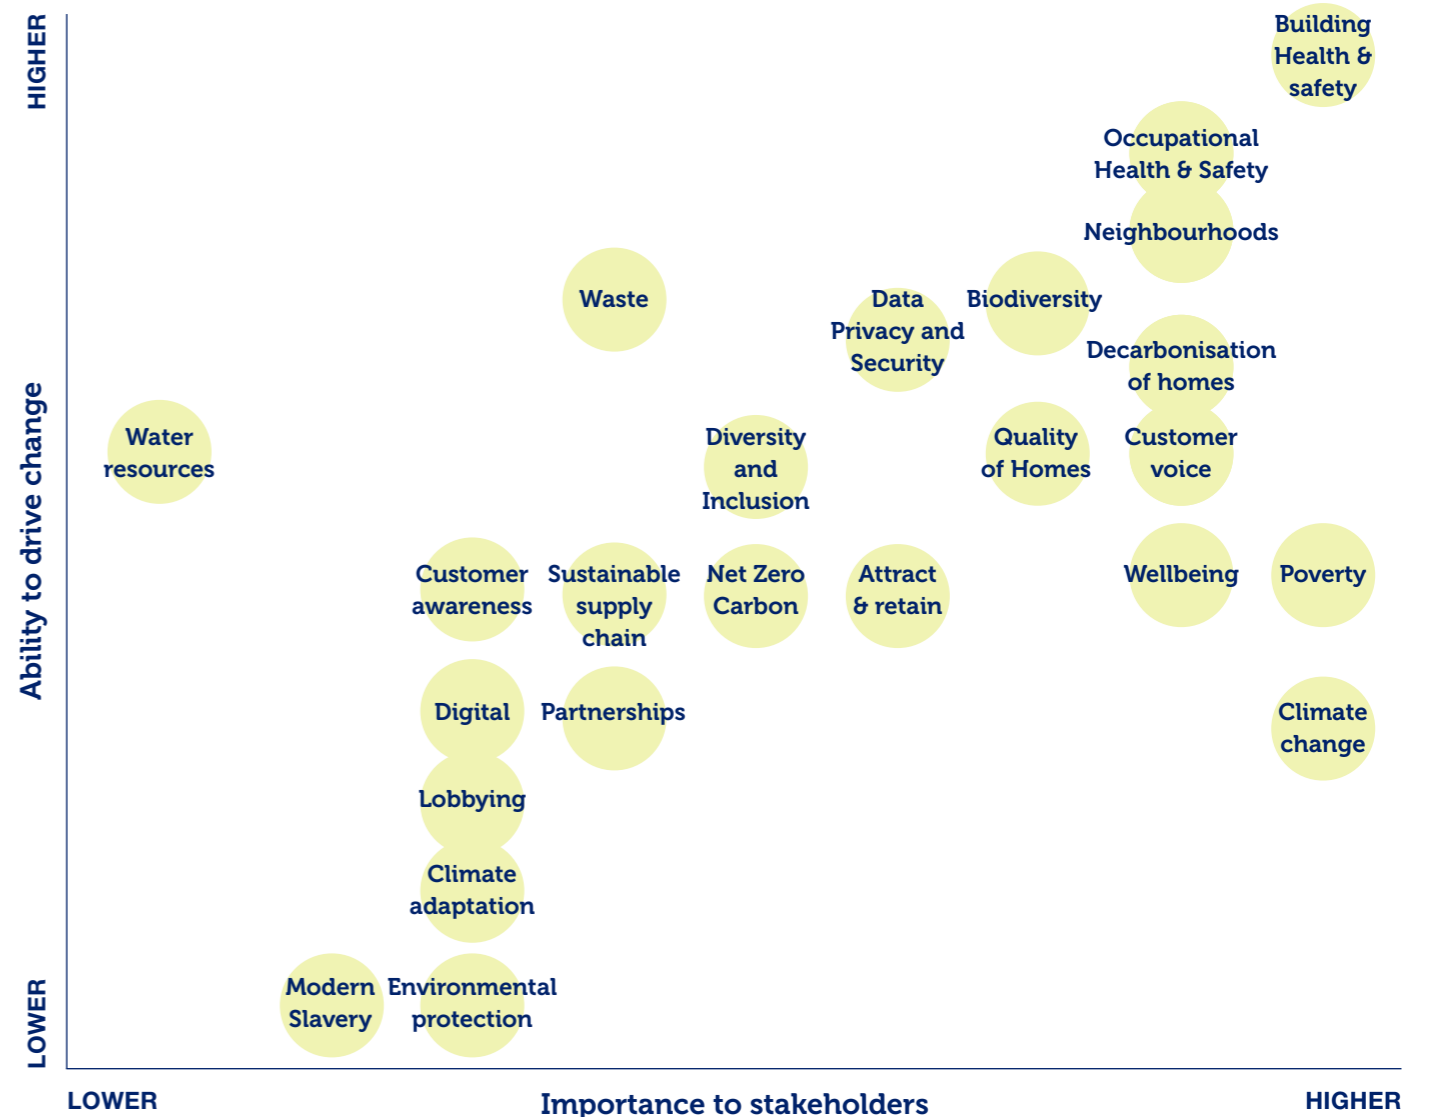 HIGHER
Building
Health &
safety
Occupational
Health & Safety
Neighbourhoods
Waste
Data
Privacy and
Security
Biodiversity
Decarbonisation
of homes
Water
resources
Diversity
and
Inclusion
Quality
of Homes
Customer
voice
Ability to drive change
Customer
awareness
Sustainable
supply
chain
Net Zero
Carbon
Attract
& retain
Wellbeing
Poverty
Digital
Partnerships
Climate
change
Lobbying
Climate
adaptation
Modern
Slavery
Environmental
protection
LOWER
LOWER
Importance to stakeholders
HIGHER